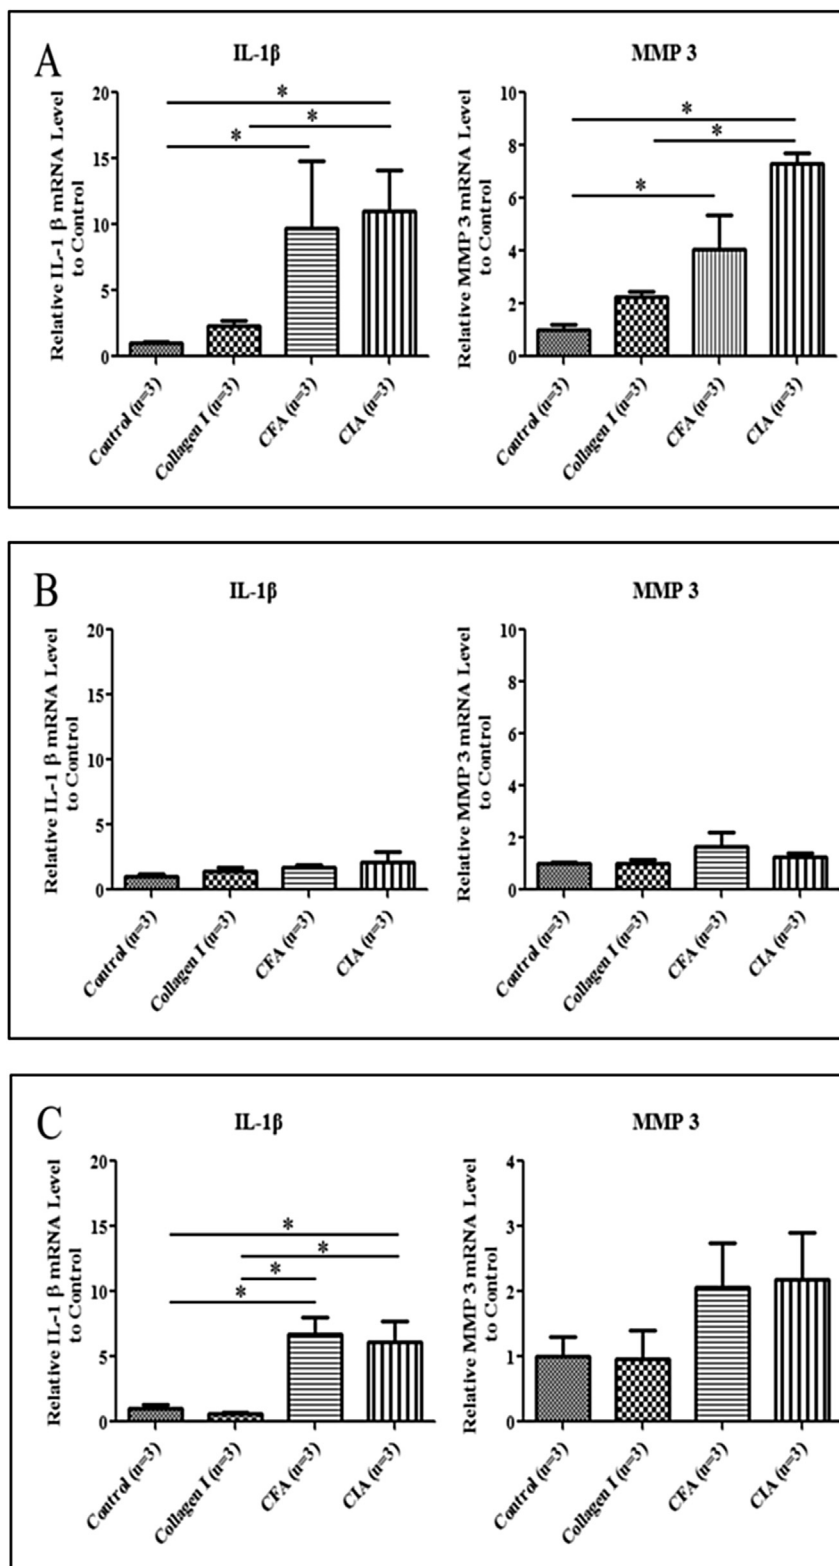 A
IL-1β
Relative IL-1 β mRNA Level
to Control
20
15
10
5
0
*
*
*
Control (n=3)
Collagen I (n=3)
CFA (n=3)
CIA (n=3)
MMP 3
Relative MMP 3 mRNA Level
to Control
10
8
6
4
2
0
*
*
*
Control (n=3)
Collagen I (n=3)
CFA (n=3)
CIA (n=3)
B
IL-1β
Relative IL-1 β mRNA Level
to Control
20
15
10
5
0
Control (n=3)
Collagen I (n=3)
CFA (n=3)
CIA (n=3)
MMP 3
Relative MMP 3 mRNA Level
to Control
10
8
6
4
2
0
Control (n=3)
Collagen I (n=3)
CFA (n=3)
CIA (n=3)
C
IL-1β
Relative IL-1 β mRNA Level
to Control
20
15
10
5
0
*
*
*
*
Control (n=3)
Collagen I (n=3)
CFA (n=3)
CIA (n=3)
MMP 3
Relative MMP 3 mRNA Level
to Control
4
3
2
1
0
Control (n=3)
Collagen I (n=3)
CFA (n=3)
CIA (n=3)